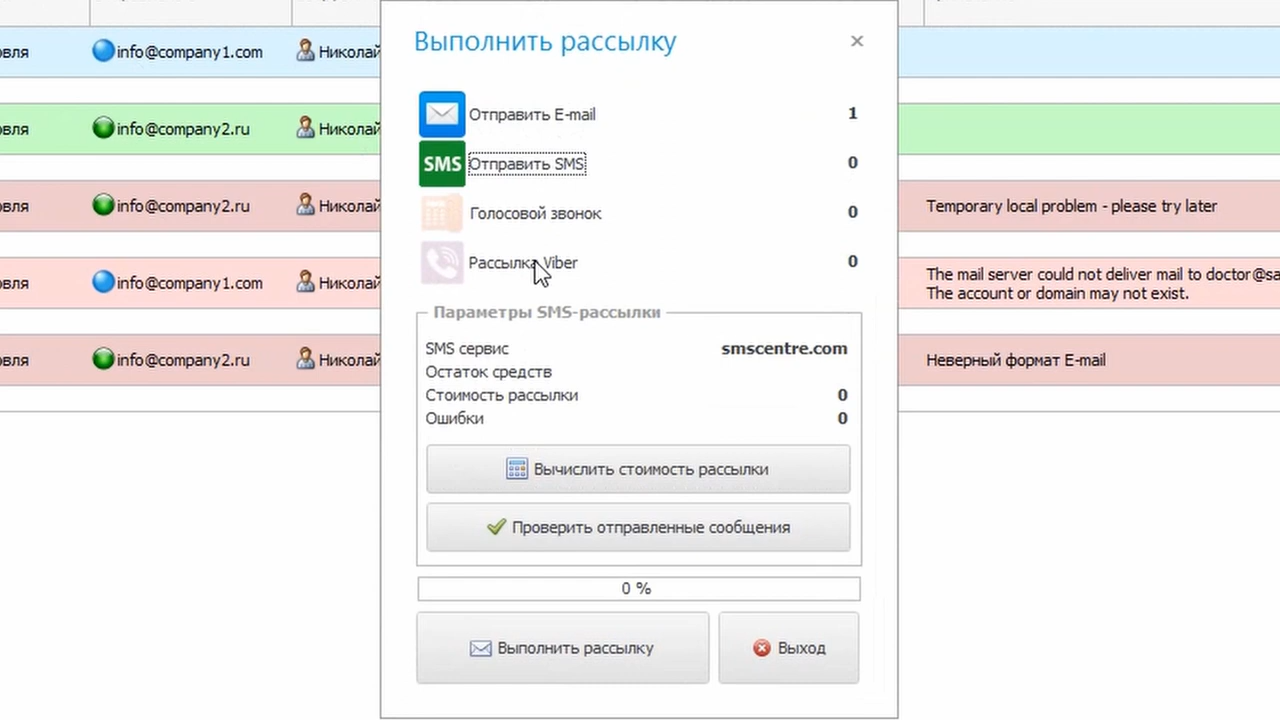 Выполнить рассылку
Отправить E-mail 1
SMS Отправить SMS 0
Голосовой звонок 0
Рассылка Viber 0
Параметры SMS-рассылки
SMS сервис smscentre.com
Остаток средств
Стоимость рассылки 0
Ошибки 0
Вычислить стоимость рассылки
Проверить отправленные сообщения
0 %
Выполнить рассылку Выход
овля info@company1.com Николай
овля info@company2.ru Николай
овля info@company2.ru Николай Temporary local problem - please try later
овля info@company1.com Николай The mail server could not deliver mail to doctor@sa
The account or domain may not exist.
овля info@company2.ru Николай Неверный формат E-mail